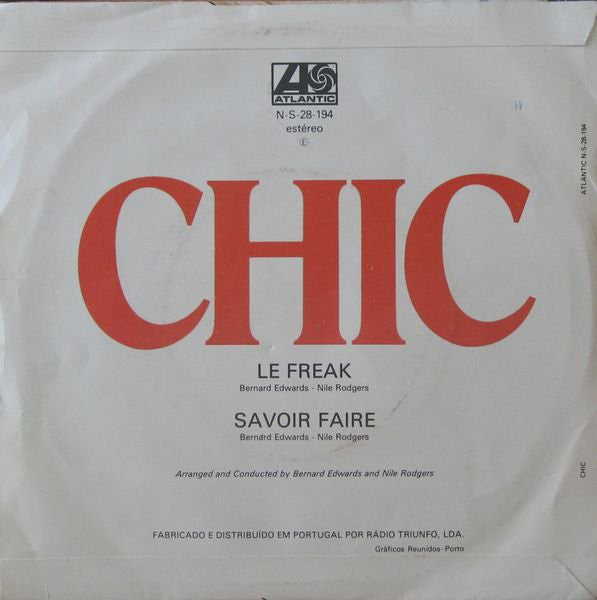 ATLANTIC
N-S-28-194
estéreo
E
CHIC
LE FREAK
Bernard Edwards - Nile Rodgers
SAVOIR FAIRE
Bernard Edwards - Nile Rodgers
Arranged and Conducted by Bernard Edwards and Nile Rodgers
FABRICADO E DISTRIBUÍDO EM PORTUGAL POR RÁDIO TRIUNFO, LDA.
Gráficos Reunidos-Porto
ATLANTIC N-S-28-194
CHIC